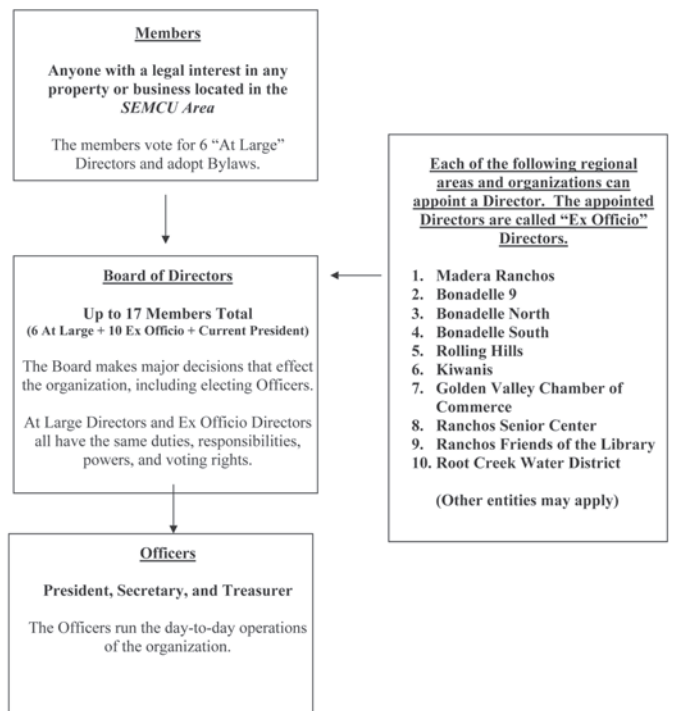 Members
Anyone with a legal interest in any
property or business located in the
SEMCU Area
The members vote for 6 “At Large”
Directors and adopt Bylaws.
Each of the following regional
areas and organizations can
appoint a Director. The appointed
Directors are called “Ex Officio”
Directors.
1. Madera Ranchos
2. Bonadelle 9
3. Bonadelle North
4. Bonadelle South
5. Rolling Hills
6. Kiwanis
7. Golden Valley Chamber of
Commerce
8. Ranchos Senior Center
9. Ranchos Friends of the Library
10. Root Creek Water District
(Other entities may apply)
Board of Directors
Up to 17 Members Total
(6 At Large + 10 Ex Officio + Current President)
The Board makes major decisions that effect
the organization, including electing Officers.
At Large Directors and Ex Officio Directors
all have the same duties, responsibilities,
powers, and voting rights.
Officers
President, Secretary, and Treasurer
The Officers run the day-to-day operations
of the organization.